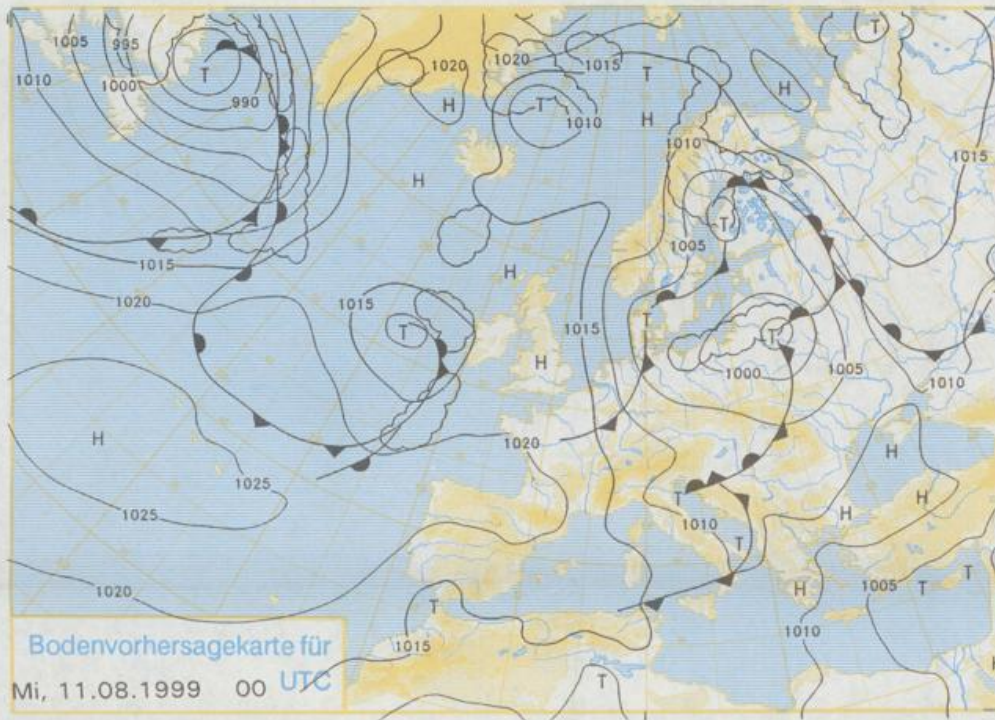 1005 995 1020 1020 1015 T
1010 1000 T T T H
990 H 1010 H
1010 1015
H T
1005
1015 H
1020 1015 T
T 1015 T
H 1000 1005
1010
H 1020
H
1025 T H
1025 1010 H
T
1020 H 1005 T T
T
1015 1010
T
Bodenvorhersagekarte für
Mi, 11.08.1999 00 UTC